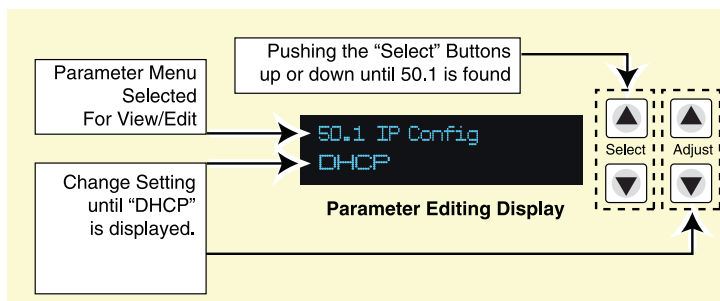 Pushing the “Select” Buttons
up or down until 50.1 is found
Parameter Menu
Selected
For View/Edit
50.1 IP Config
DHCP
Select
Adjust
Change Setting
until “DHCP”
is displayed.
Parameter Editing Display